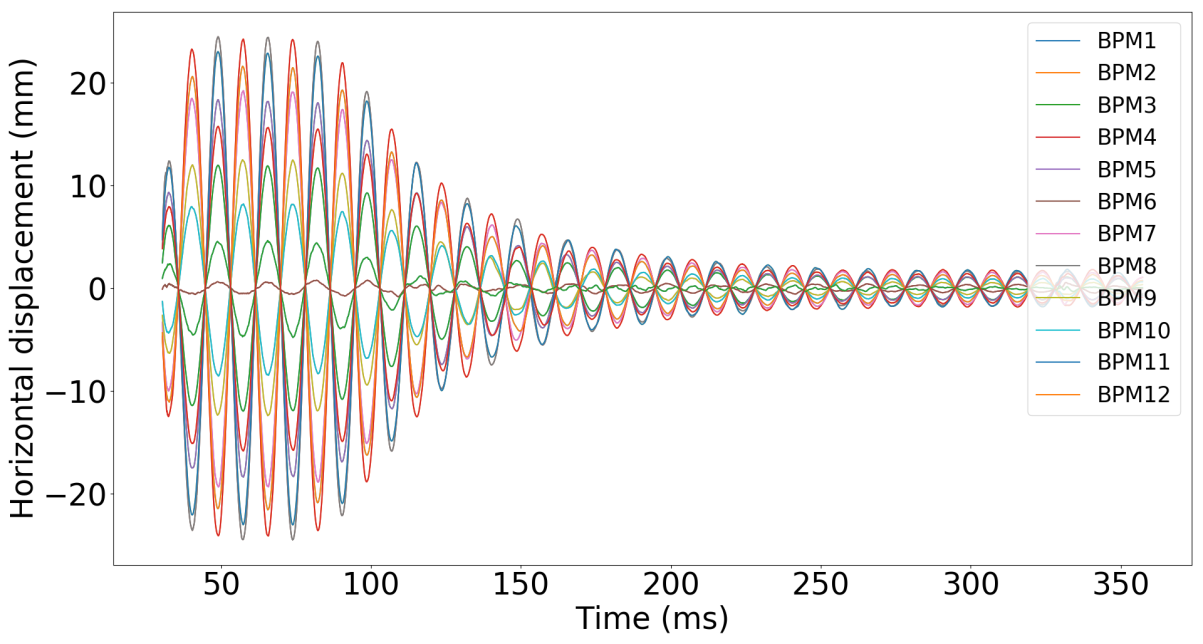 Horizontal displacement (mm)
20
10
0
−10
−20
50
100
150
200
250
300
350
Time (ms)
BPM1
BPM2
BPM3
BPM4
BPM5
BPM6
BPM7
BPM8
BPM9
BPM10
BPM11
BPM12